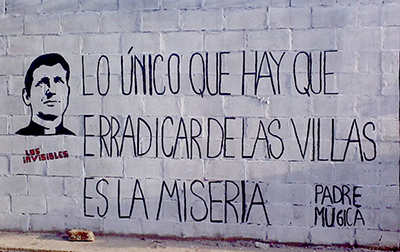 LO ÚNICO QUE HAY QUE
ERRADICAR DE LAS VILLAS
ES LA MISERIA
PADRE
MUGICA
LOS
INVISIBLES